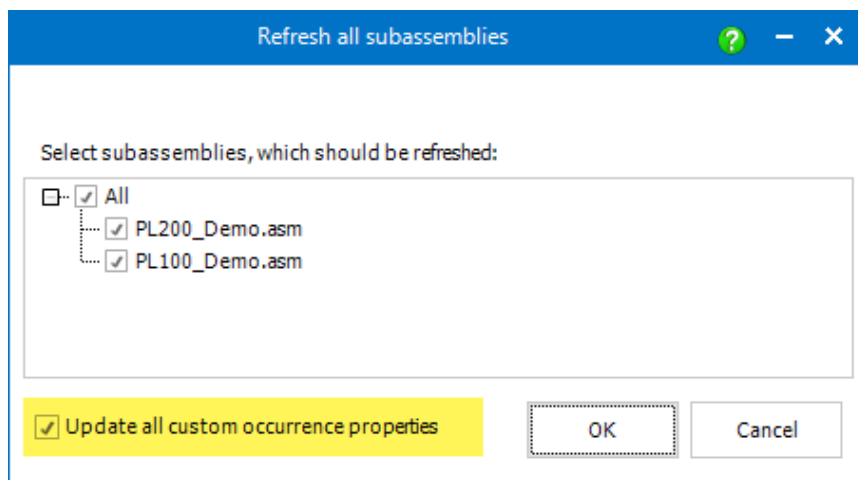 Refresh all subassemblies
?
Select subassemblies, which should be refreshed:
All
PL200_Demo.asm
PL100_Demo.asm
Update all custom occurrence properties
OK
Cancel